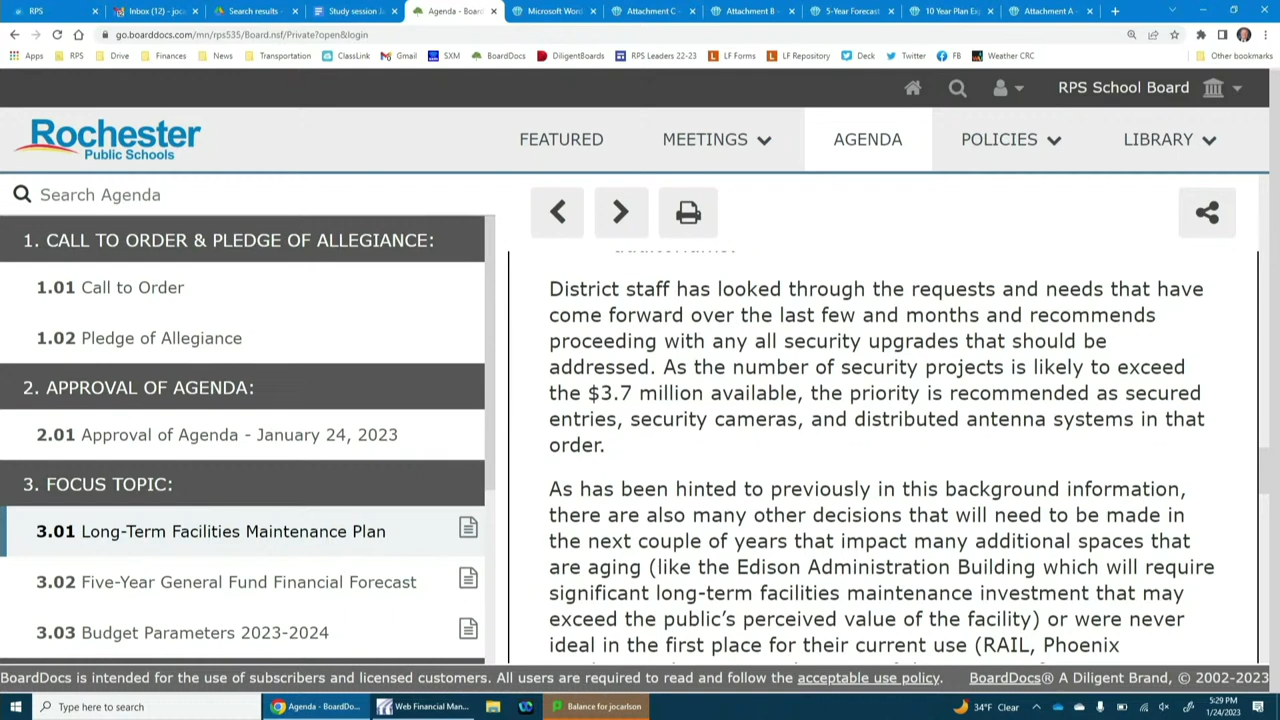 RPS
Inbox (12) - joca
Search results -
Study session J
Agenda - Board
Microsoft Word
Attachment C -
Attachment B -
5-Year Forecast
10 Year Plan Ex
Attachment A -
go.boarddocs.com/mn/rps535/Board.nsf/Private?open&login
Apps
RPS
Drive
Finances
News
Transportation
ClassLink
Gmail
SXM
BoardDocs
DiligentBoards
RPS Leaders 22-23
LF Forms
LF Repository
Deck
Twitter
FB
Weather CRC
Other bookmarks
RPS School Board
Rochester
Public Schools
FEATURED
MEETINGS
AGENDA
POLICIES
LIBRARY
Search Agenda
1. CALL TO ORDER & PLEDGE OF ALLEGIANCE:
1.01 Call to Order
1.02 Pledge of Allegiance
2. APPROVAL OF AGENDA:
2.01 Approval of Agenda - January 24, 2023
3. FOCUS TOPIC:
3.01 Long-Term Facilities Maintenance Plan
3.02 Five-Year General Fund Financial Forecast
3.03 Budget Parameters 2023-2024
District staff has looked through the requests and needs that have
come forward over the last few and months and recommends
proceeding with any all security upgrades that should be
addressed. As the number of security projects is likely to exceed
the $3.7 million available, the priority is recommended as secured
entries, security cameras, and distributed antenna systems in that
order.
As has been hinted to previously in this background information,
there are also many other decisions that will need to be made in
the next couple of years that impact many additional spaces that
are aging (like the Edison Administration Building which will require
significant long-term facilities maintenance investment that may
exceed the public's perceived value of the facility) or were never
ideal in the first place for their current use (RAIL, Phoenix
BoardDocs is intended for the use of subscribers and licensed customers. All users are required to read and follow the acceptable use policy.
BoardDocs® A Diligent Brand, © 2002-2023
Type here to search
Agenda - BoardDo...
Web Financial Man...
Balance for jocarlson
34°F Clear
5:29 PM
1/24/2023